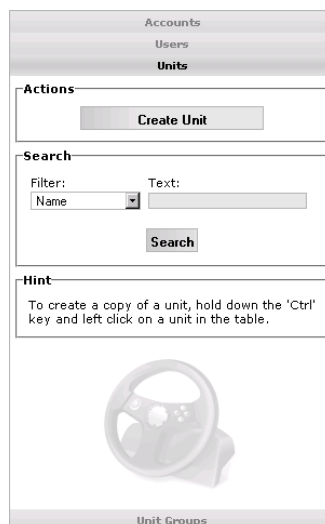 Accounts
Users
Units
Actions
Create Unit
Search
Filter: Text:
Name
Search
Hint
To create a copy of a unit, hold down the 'Ctrl'
key and left click on a unit in the table.
Unit Groups